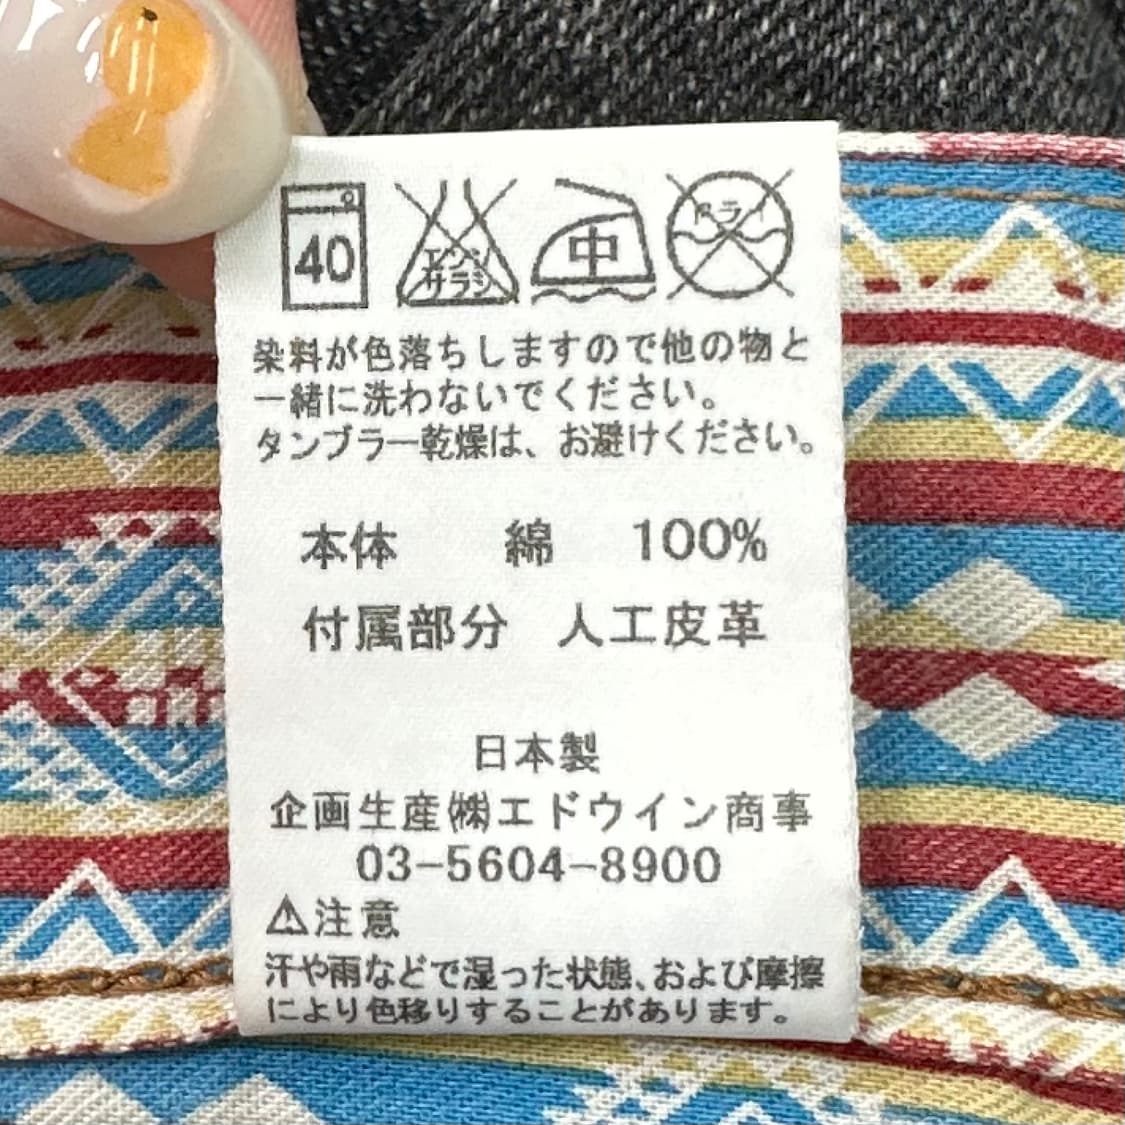 40 エンソ サラシ 中 ドライ
染料が色落ちしますので他の物と
一緒に洗わないでください。
タンブラー乾燥は、お避けください。
本体 綿 100%
付属部分 人工皮革
日本製
企画生産㈱エドウイン商事
03-5604-8900
⚠注意
汗や雨などで湿った状態、および摩擦
により色移りすることがあります。